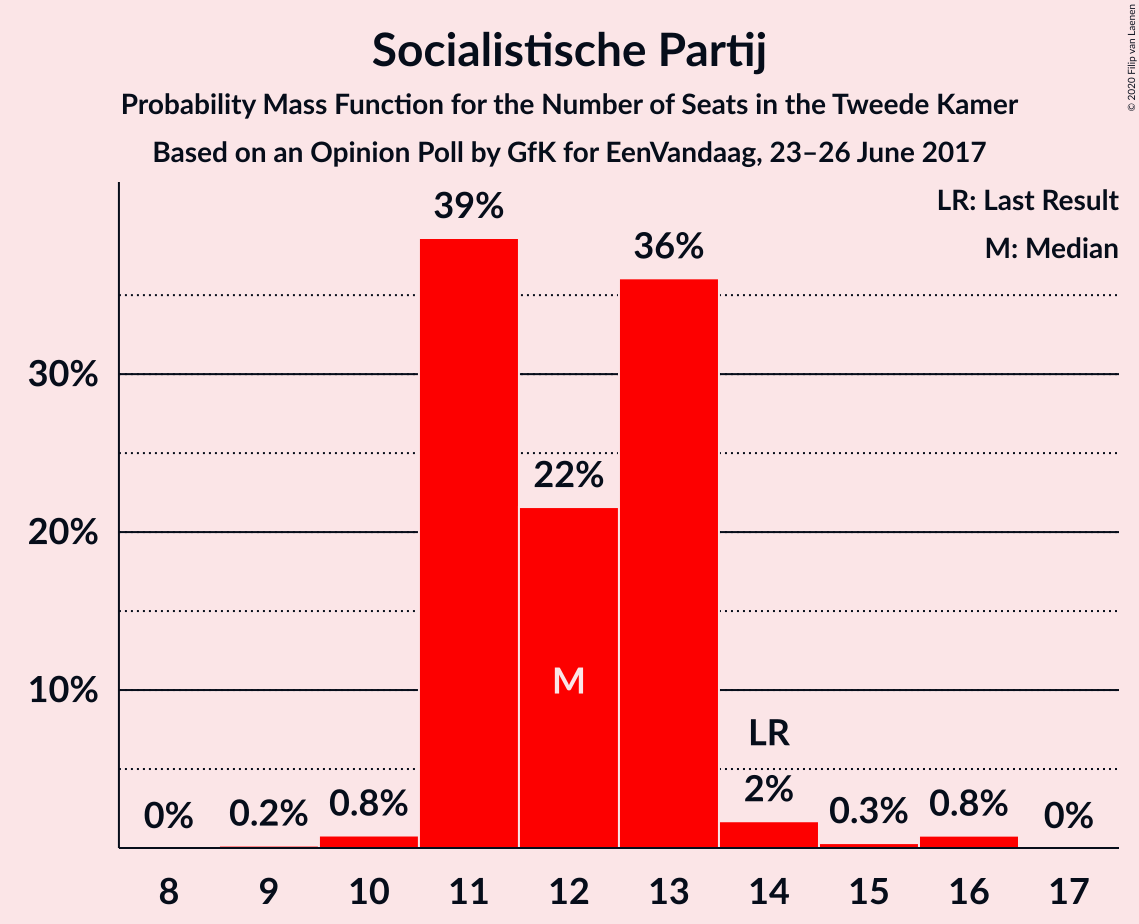 Socialistische Partij
Probability Mass Function for the Number of Seats in the Tweede Kamer
Based on an Opinion Poll by GfK for EenVandaag, 23–26 June 2017
© 2020 Filip van Laenen
LR: Last Result
M: Median
39%
36%
30%
22%
20%
M
10%
LR
0%
0.2%
0.8%
2%
0.3%
0.8%
0%
8 9 10 11 12 13 14 15 16 17